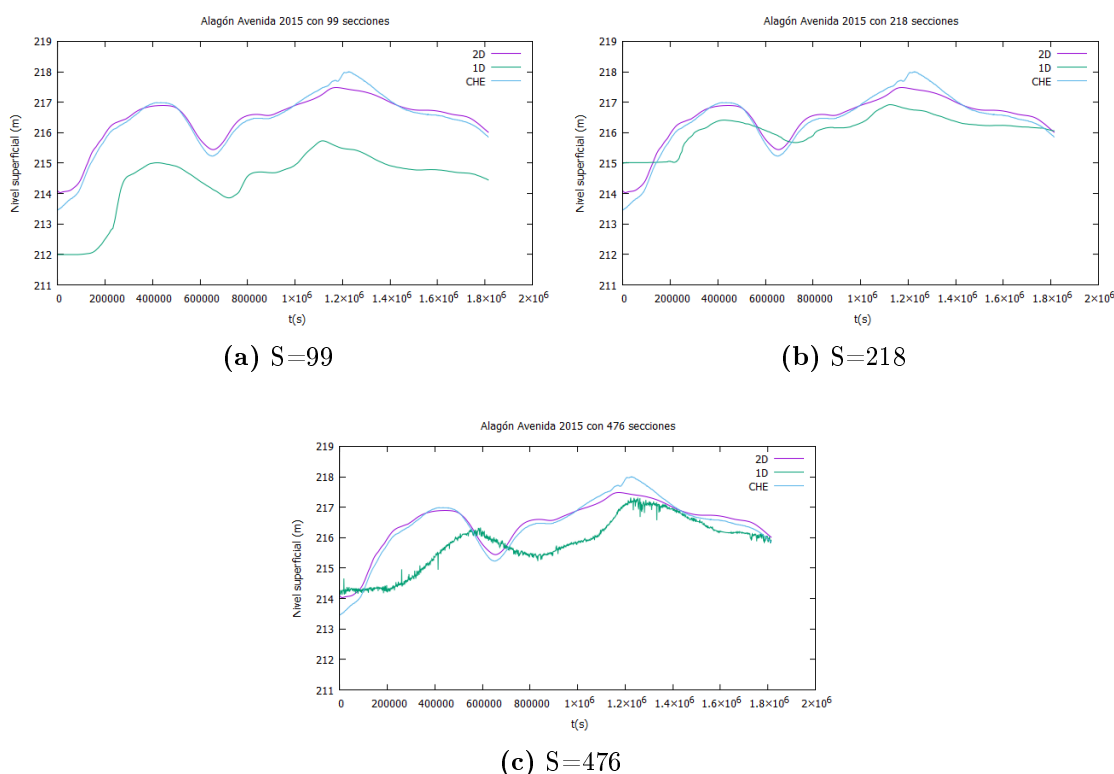 Alagón Avenida 2015 con 99 secciones
219
218
217
216
215
214
213
212
211
Nivel superficial (m)
2D
1D
CHE
0 200000 400000 600000 800000 1×10⁶ 1.2×10⁶ 1.4×10⁶ 1.6×10⁶ 1.8×10⁶ 2×10⁶
t(s)
(a) S=99
Alagón Avenida 2015 con 218 secciones
219
218
217
216
215
214
213
212
211
Nivel superficial (m)
2D
1D
CHE
0 200000 400000 600000 800000 1×10⁶ 1.2×10⁶ 1.4×10⁶ 1.6×10⁶ 1.8×10⁶ 2×10⁶
t(s)
(b) S=218
Alagón Avenida 2015 con 476 secciones
219
218
217
216
215
214
213
212
211
Nivel superficial (m)
2D
1D
CHE
0 200000 400000 600000 800000 1×10⁶ 1.2×10⁶ 1.4×10⁶ 1.6×10⁶ 1.8×10⁶ 2×10⁶
t(s)
(c) S=476